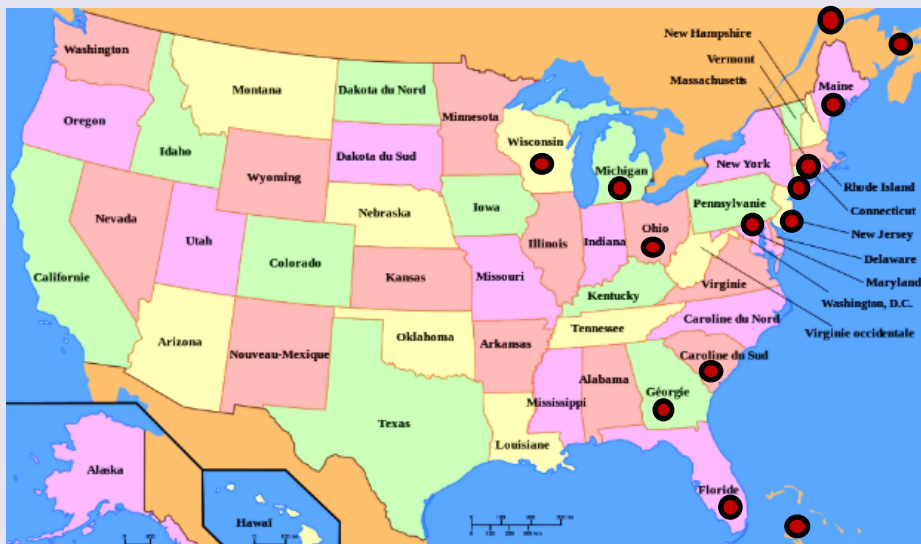 New Hampshire
Washington
Vermont
Massachusetts
Montana
Dakota du Nord
Maine
Minnesota
Oregon
Wisconsin
Idaho
Dakota du Sud
New York
Michigan
Wyoming
Rhode Island
Pennsylvanie
Nebraska
Iowa
Connecticut
Nevada
Ohio
New Jersey
Utah
Illinois
Indiana
Delaware
Colorado
Californie
Kansas
Missouri
Virginie
Maryland
Kentucky
Washington, D.C.
Caroline du Nord
Tennessee
Virginie occidentale
Oklahoma
Arizona
Arkansas
Nouveau-Mexique
Caroline du Sud
Alabama
Géorgie
Mississippi
Texas
Louisiane
Alaska
Floride
Hawaï